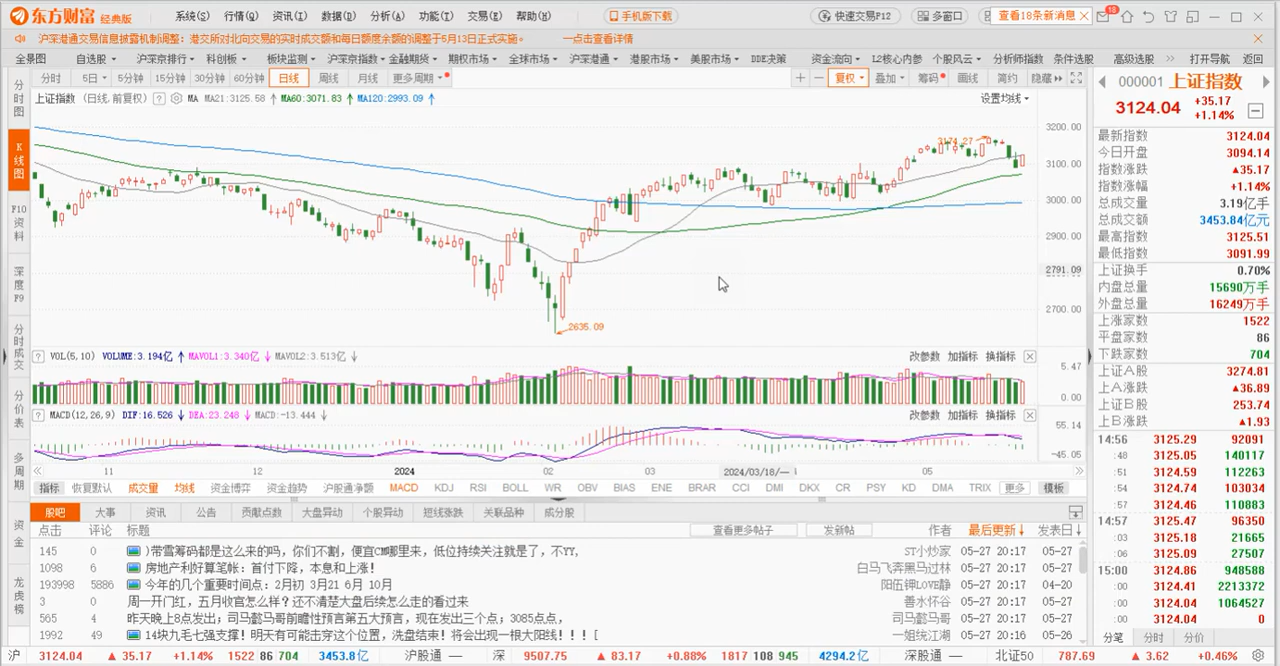 东方财富 经典版
系统(S) 行情(Q) 资讯(I) 数据(D) 分析(A) 功能(T) 交易(E) 帮助(H) 手机版下载 快速交易F12 多窗口 查看18条新消息 18
沪深港通交易信息披露机制调整：港交所对北向交易的实时成交额和每日额度余额的调整于5月13日正式实施。 一点击查看详情
全景图 自选股 沪深京排行 科创板 板块监测 沪深京指数 金融期货 期权市场 全球市场 沪深港通 港股市场 美股市场 DDE决策 资金流向 L2核心内参 个股风云 分析师指数 条件选股 高级选股 打开导航 返回
分时 5日 5分钟 15分钟 30分钟 60分钟 日线 周线 月线 更多周期 复权 叠加 筹码 画线 简约 隐藏
上证指数 (日线,前复权) MA MA21:3125.58 MA60:3071.83 MA120:2993.09 设置均线
分时图
K线图
F10资料
深度F9
分时成交
分价表
多周期
资金
龙虎榜
3174.27
2635.09
3200.00
3100.00
3000.00
2900.00
2791.09
2700.00
VOL(5,10) VOLUME:3.194亿 MAVOL1:3.340亿 MAVOL2:3.513亿 改参数 加指标 换指标
5.47
0.00
MACD(12,26,9) DIF:16.526 DEA:23.248 MACD:-13.444 改参数 加指标 换指标
55.14
-45.05
11 12 2024 02 03 2024/03/18/一 05
指标 恢复默认 成交量 均线 资金博弈 资金趋势 沪股通净额 MACD KDJ RSI BOLL WR OBV BIAS ENE BRAR CCI DMI DKX CR PSY KD DMA TRIX 更多 模板
股吧 大事 资讯 公告 贡献点数 大盘异动 个股异动 短线涨跌 关联品种 成分股
点击 评论 标题 查看更多帖子 发新帖 作者 最后更新 发表日
145 0 )带雪筹码都是这么来的吗，你们不割，便宜CM哪里来，低位持续关注就是了，不YY, ST小炒家 05-27 20:17 05-27
1098 6 房地产利好算笔帐：首付下降，本息和上涨！ 白马飞奔黑马过林 05-27 20:17 05-27
193998 5886 今年的几个重要时间点：2月初 3月21 6月 10月 阳伍钾LOVE静 05-27 20:17 04-20
3 0 周一开门红，五月收官怎么样？还不清楚大盘后续怎么走的看过来 善水怀谷 05-27 20:17 05-27
565 4 昨天晚上8点发出；司马懿马哥前瞻性预言第五大预言，现在发出三个点；3085点点， 司马懿马哥 05-27 20:17 05-27
1992 49 14块九毛七强支撑！明天有可能击穿这个位置，洗盘结束！将会出现一根大阳线！！！[ 一姐统江湖 05-27 20:16 05-26
000001 上证指数
3124.04 +35.17
+1.14%
最新指数 3124.04
今日开盘 3094.14
指数涨跌 ▲35.17
指数涨幅 +1.14%
总成交量 3.19亿手
总成交额 3453.84亿元
最高指数 3125.51
最低指数 3091.99
上证换手 0.70%
内盘总量 15690万手
外盘总量 16249万手
上涨家数 1522
平盘家数 86
下跌家数 704
上证A股 3274.81
上A涨跌 ▲36.89
上证B股 253.74
上B涨跌 ▲1.93
14:56 3125.29 92091
:48 3125.05 140117
:51 3124.59 112263
:54 3124.74 103034
:57 3124.46 110883
14:57 3125.47 96350
:03 3125.18 21665
:06 3125.09 27507
15:00 3124.86 948588
:00 3124.41 2213372
:00 3124.04 1064527
:00 3124.04 0
分笔 分时 分价
沪 3124.04 ▲ 35.17 +1.14% 1522 86 704 3453.8亿 沪股通 — 深 9507.75 ▲ 83.17 +0.88% 1817 108 945 4294.2亿 深股通 — 北证50 787.69 ▲ 3.62 +0.46%